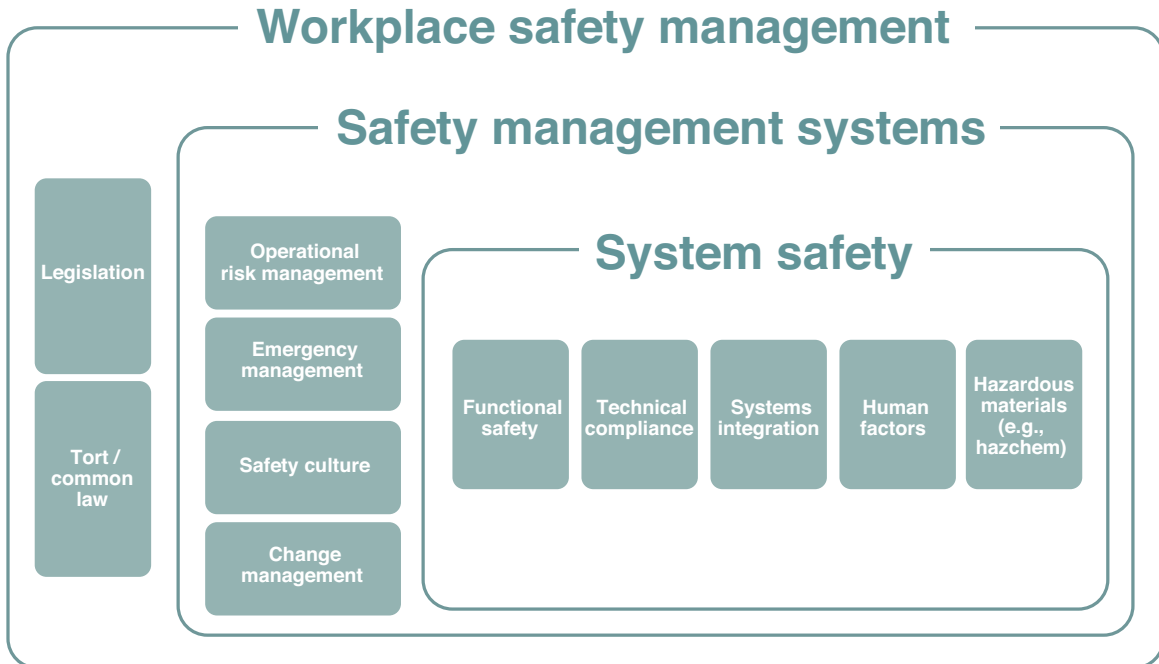 Workplace safety management
Safety management systems
System safety
Legislation
Tort /
common
law
Operational
risk management
Emergency
management
Safety culture
Change
management
Functional
safety
Technical
compliance
Systems
integration
Human
factors
Hazardous
materials
(e.g.,
hazchem)